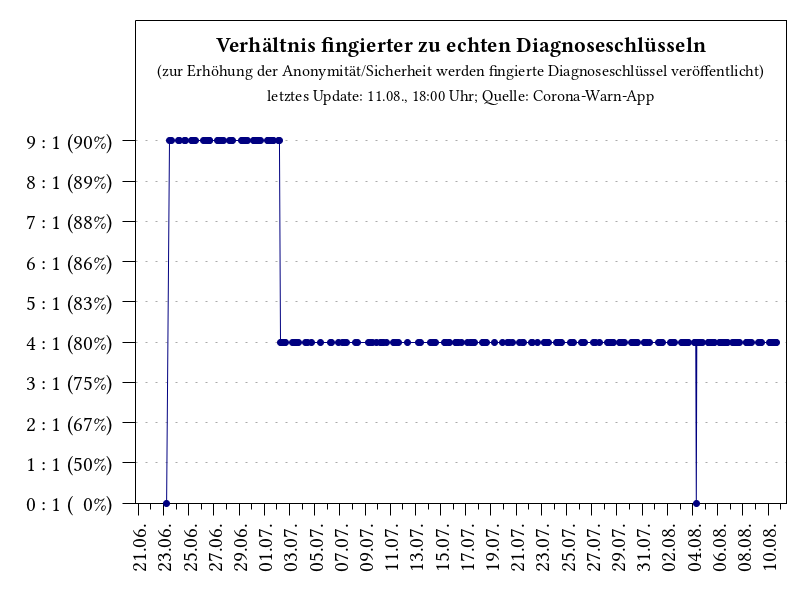 Verhältnis fingierter zu echten Diagnoseschlüsseln
(zur Erhöhung der Anonymität/Sicherheit werden fingierte Diagnoseschlüssel veröffentlicht)
letztes Update: 11.08., 18:00 Uhr; Quelle: Corona-Warn-App
9 : 1 (90%)
8 : 1 (89%)
7 : 1 (88%)
6 : 1 (86%)
5 : 1 (83%)
4 : 1 (80%)
3 : 1 (75%)
2 : 1 (67%)
1 : 1 (50%)
0 : 1 (  0%)
21.06.
23.06.
25.06.
27.06.
29.06.
01.07.
03.07.
05.07.
07.07.
09.07.
11.07.
13.07.
15.07.
17.07.
19.07.
21.07.
23.07.
25.07.
27.07.
29.07.
31.07.
02.08.
04.08.
06.08.
08.08.
10.08.